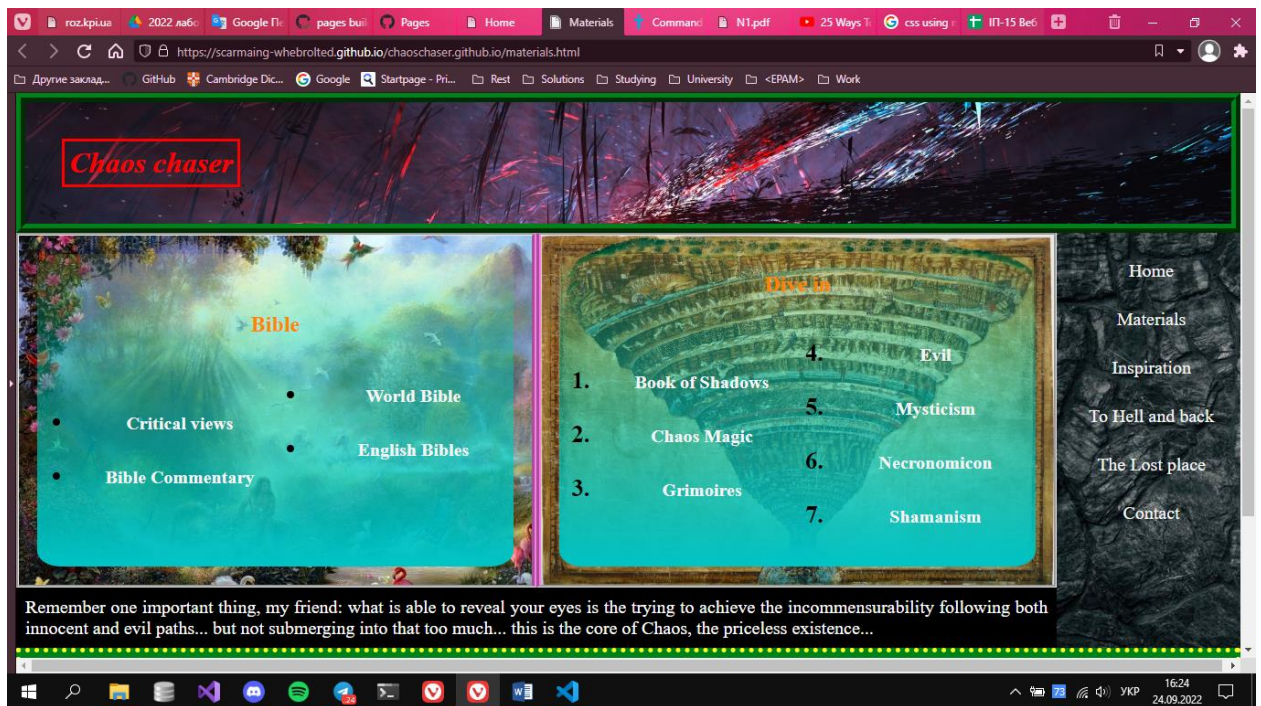 roz.kpi.ua
2022 лабо
Google Пе
pages buil
Pages
Home
Materials
Command
N1.pdf
25 Ways To
css using
ІП-15 Веб
https://scarmaing-whebrolted.github.io/chaoschaser.github.io/materials.html
Другие заклад...
GitHub
Cambridge Dic...
Google
Startpage - Pri...
Rest
Solutions
Studying
University
<EPAM>
Work
Chaos chaser
Bible
Critical views
Bible Commentary
World Bible
English Bibles
Dive in
1. Book of Shadows
2. Chaos Magic
3. Grimoires
4. Evil
5. Mysticism
6. Necronomicon
7. Shamanism
Home
Materials
Inspiration
To Hell and back
The Lost place
Contact
Remember one important thing, my friend: what is able to reveal your eyes is the trying to achieve the incommensurability following both
innocent and evil paths... but not submerging into that too much... this is the core of Chaos, the priceless existence...
24
73
УКР
16:24
24.09.2022